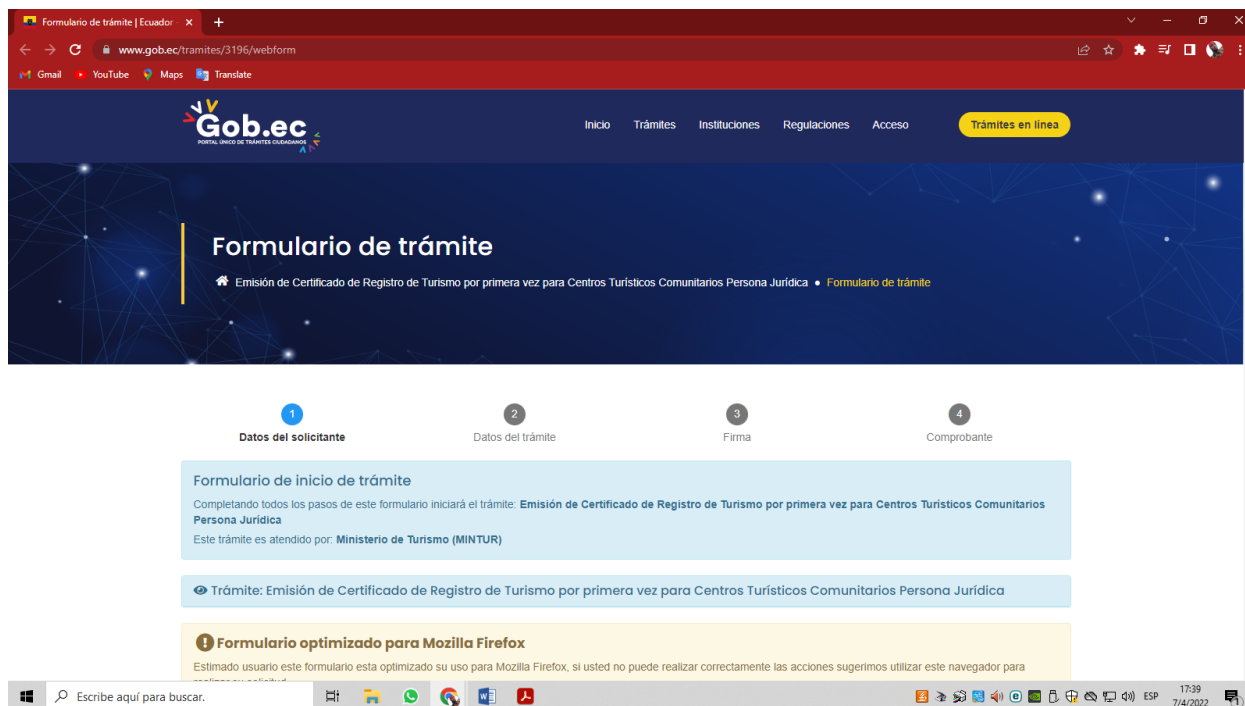 Formulario de trámite | Ecuador -
www.gob.ec/tramites/3196/webform
Gmail YouTube Maps Translate
Gob.ec
PORTAL ÚNICO DE TRÁMITES CIUDADANOS
Inicio Trámites Instituciones Regulaciones Acceso Trámites en línea
Formulario de trámite
Emisión de Certificado de Registro de Turismo por primera vez para Centros Turísticos Comunitarios Persona Jurídica • Formulario de trámite
1 2 3 4
Datos del solicitante Datos del trámite Firma Comprobante
Formulario de inicio de trámite
Completando todos los pasos de este formulario iniciará el trámite: Emisión de Certificado de Registro de Turismo por primera vez para Centros Turísticos Comunitarios
Persona Jurídica
Este trámite es atendido por: Ministerio de Turismo (MINTUR)
Trámite: Emisión de Certificado de Registro de Turismo por primera vez para Centros Turísticos Comunitarios Persona Jurídica
Formulario optimizado para Mozilla Firefox
Estimado usuario este formulario esta optimizado su uso para Mozilla Firefox, si usted no puede realizar correctamente las acciones sugerimos utilizar este navegador para
Escribe aquí para buscar.
ESP
17:39
7/4/2022